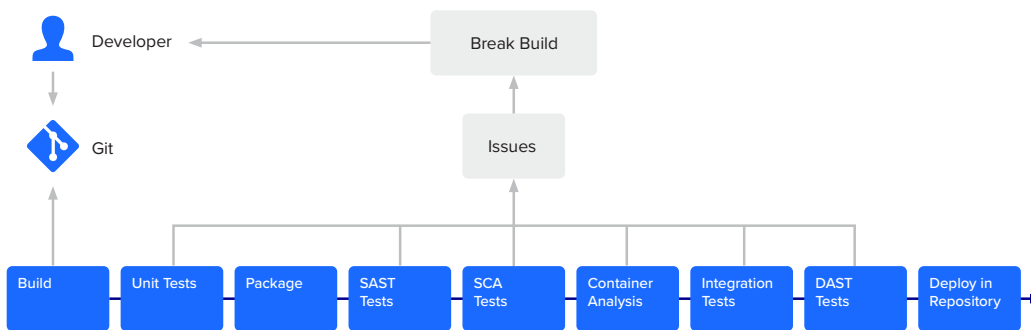 Developer
Break Build
Git
Issues
Build
Unit Tests
Package
SAST
Tests
SCA
Tests
Container
Analysis
Integration
Tests
DAST
Tests
Deploy in
Repository